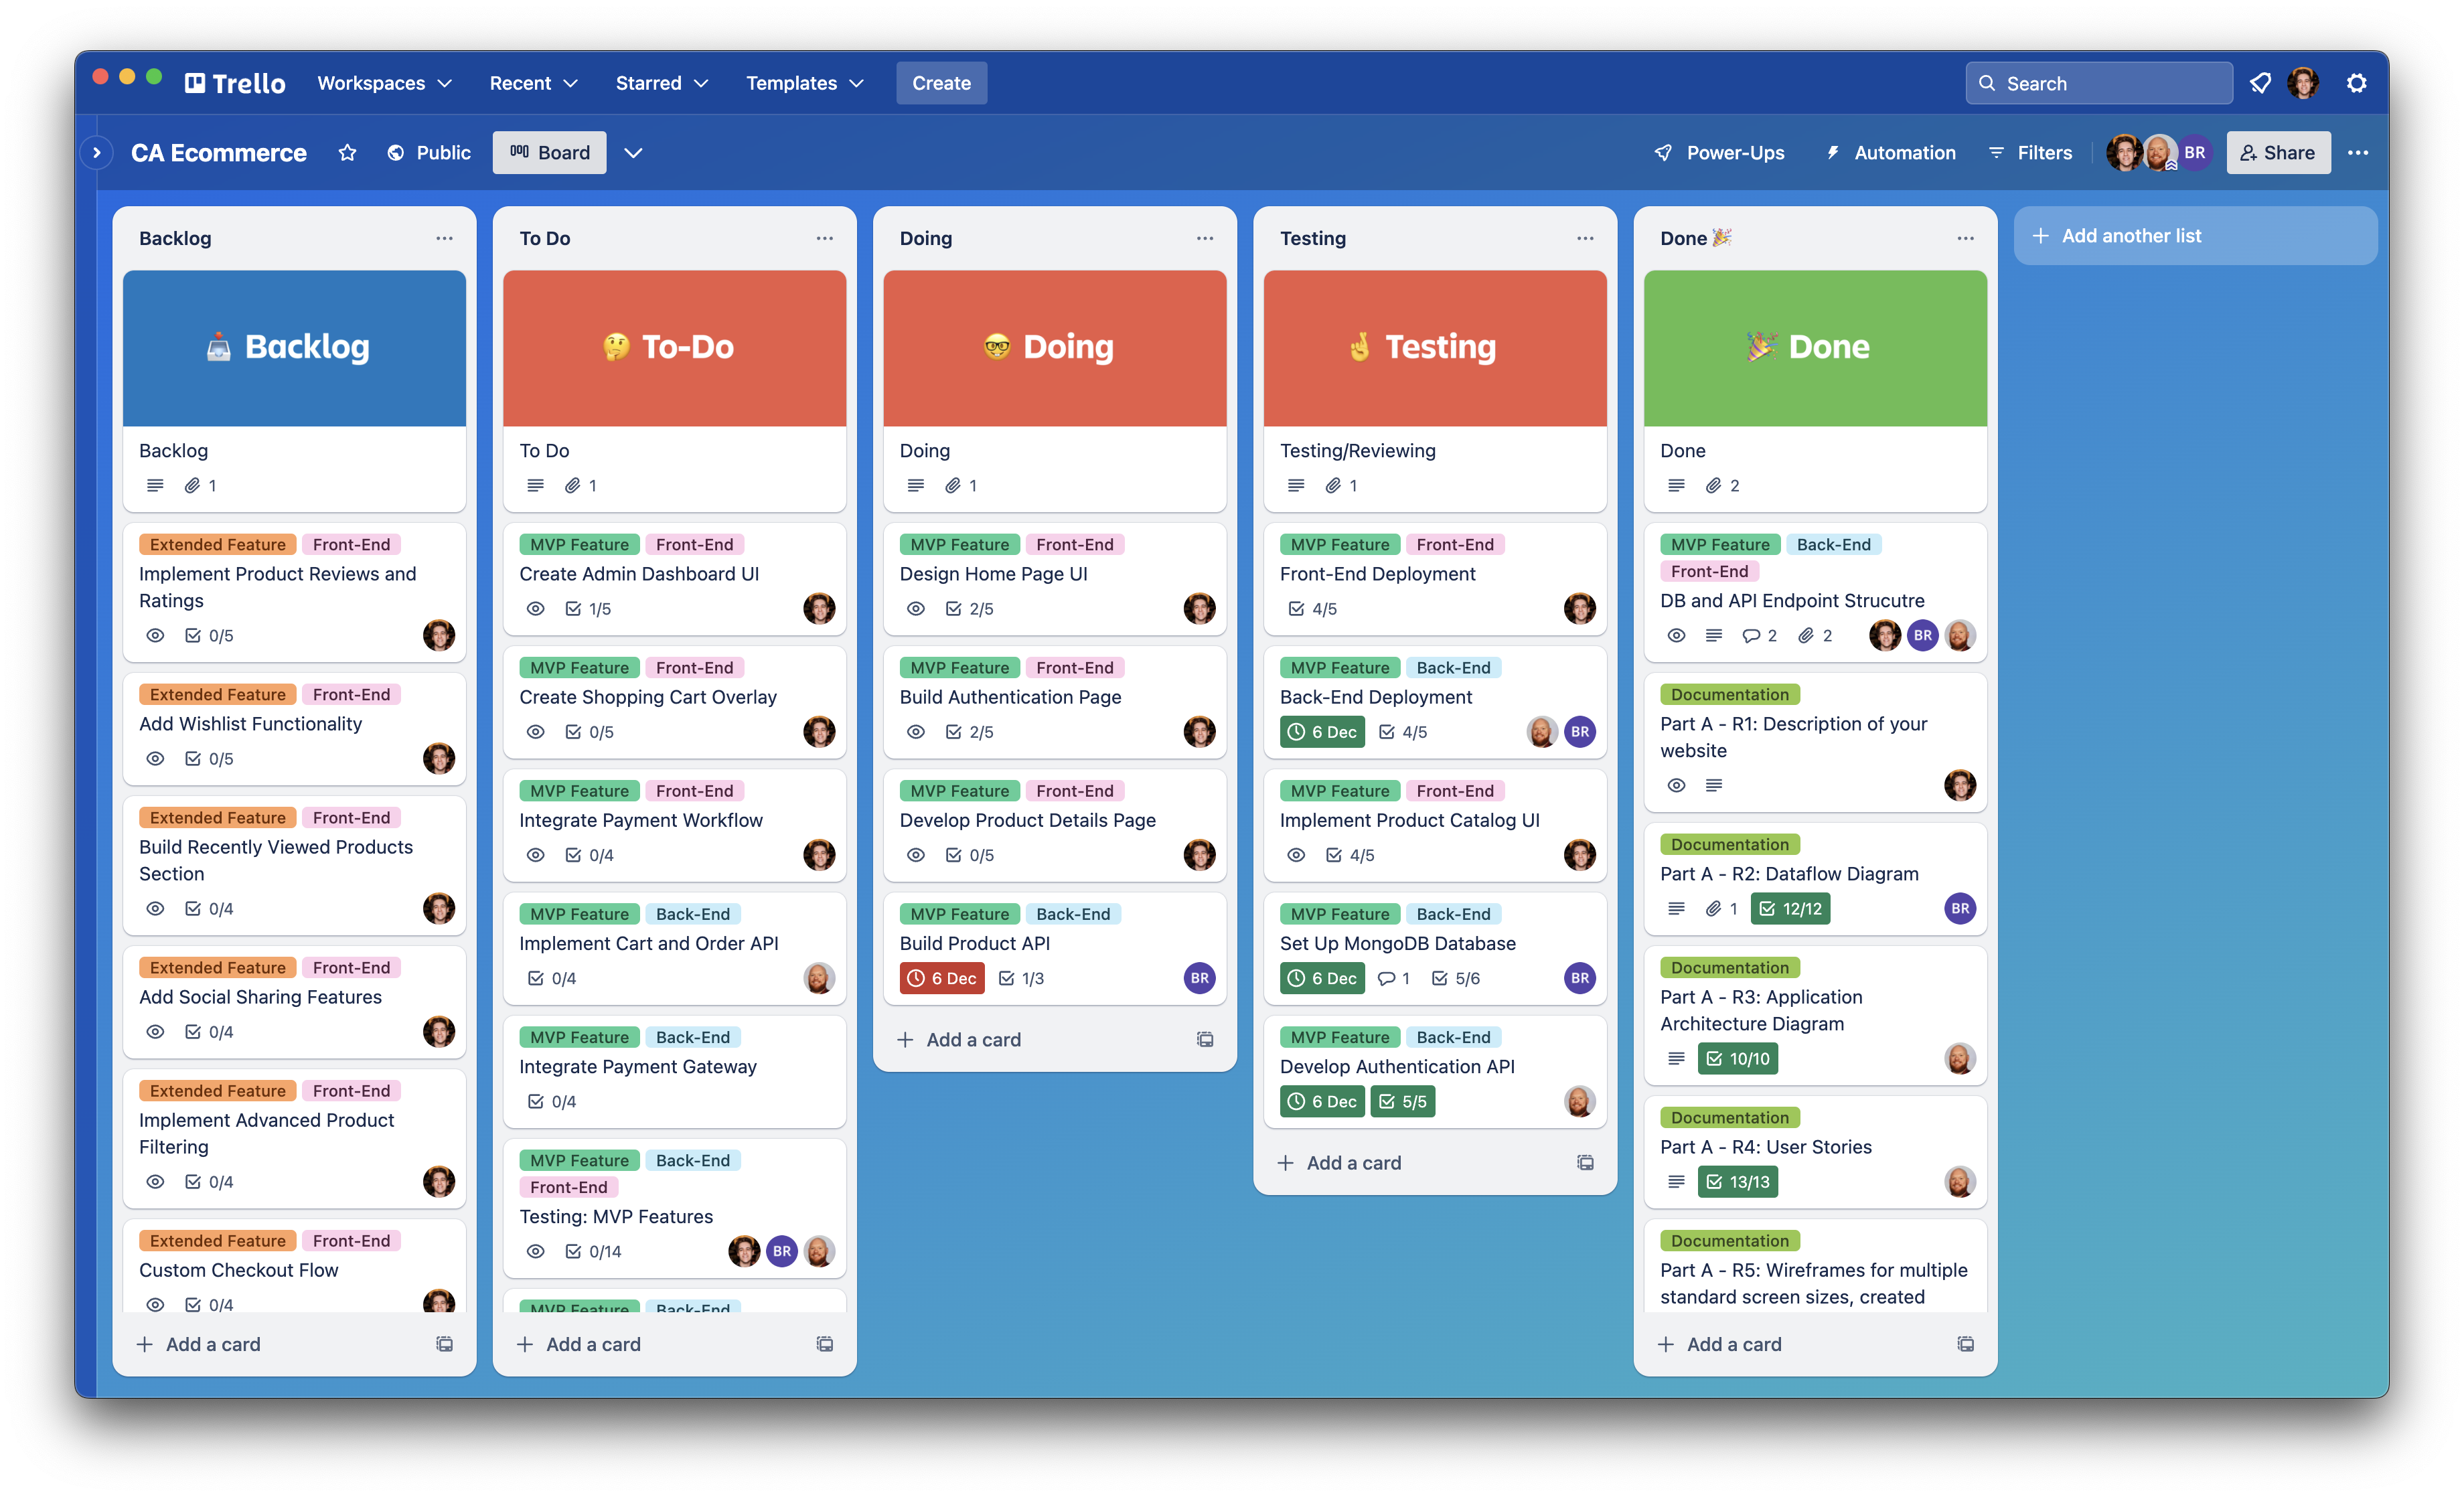 Trello Workspaces Recent Starred Templates Create Search
CA Ecommerce Public Board Power-Ups Automation Filters BR Share
Backlog
Backlog
Backlog
1
Extended Feature Front-End
Implement Product Reviews and
Ratings
0/5
Extended Feature Front-End
Add Wishlist Functionality
0/5
Extended Feature Front-End
Build Recently Viewed Products
Section
0/4
Extended Feature Front-End
Add Social Sharing Features
0/4
Extended Feature Front-End
Implement Advanced Product
Filtering
0/4
Extended Feature Front-End
Custom Checkout Flow
0/4
Add a card
To Do
To-Do
To Do
1
MVP Feature Front-End
Create Admin Dashboard UI
1/5
MVP Feature Front-End
Create Shopping Cart Overlay
0/5
MVP Feature Front-End
Integrate Payment Workflow
0/4
MVP Feature Back-End
Implement Cart and Order API
0/4
MVP Feature Back-End
Integrate Payment Gateway
0/4
MVP Feature Back-End
Front-End
Testing: MVP Features
0/14 BR
MVP Feature Back-End
Add a card
Doing
Doing
Doing
1
MVP Feature Front-End
Design Home Page UI
2/5
MVP Feature Front-End
Build Authentication Page
2/5
MVP Feature Front-End
Develop Product Details Page
0/5
MVP Feature Back-End
Build Product API
6 Dec 1/3 BR
Add a card
Testing
Testing
Testing/Reviewing
1
MVP Feature Front-End
Front-End Deployment
4/5
MVP Feature Back-End
Back-End Deployment
6 Dec 4/5 BR
MVP Feature Front-End
Implement Product Catalog UI
4/5
MVP Feature Back-End
Set Up MongoDB Database
6 Dec 1 5/6 BR
MVP Feature Back-End
Develop Authentication API
6 Dec 5/5
Add a card
Done 🎉
Done
Done
2
MVP Feature Back-End
Front-End
DB and API Endpoint Strucutre
2 2 BR
Documentation
Part A - R1: Description of your
website
Documentation
Part A - R2: Dataflow Diagram
1 12/12 BR
Documentation
Part A - R3: Application
Architecture Diagram
10/10
Documentation
Part A - R4: User Stories
13/13
Documentation
Part A - R5: Wireframes for multiple
standard screen sizes, created
Add a card
Add another list